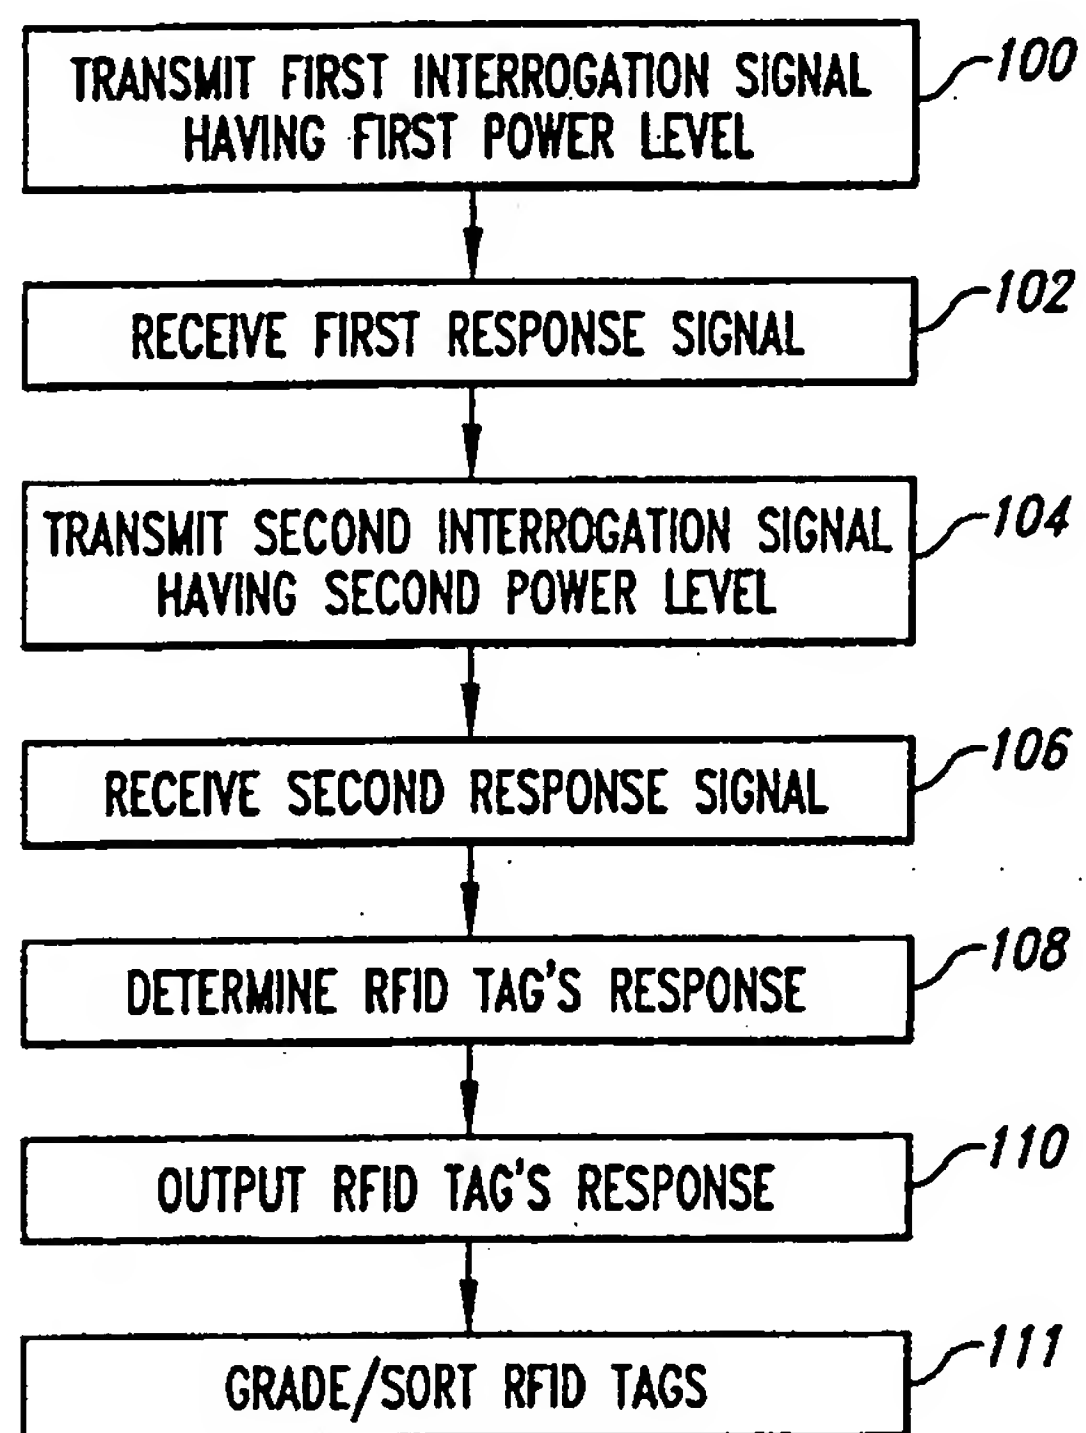 TRANSMIT FIRST INTERROGATION SIGNAL
HAVING FIRST POWER LEVEL
100
RECEIVE FIRST RESPONSE SIGNAL
102
TRANSMIT SECOND INTERROGATION SIGNAL
HAVING SECOND POWER LEVEL
104
RECEIVE SECOND RESPONSE SIGNAL
106
DETERMINE RFID TAG'S RESPONSE
108
OUTPUT RFID TAG'S RESPONSE
110
GRADE/SORT RFID TAGS
111